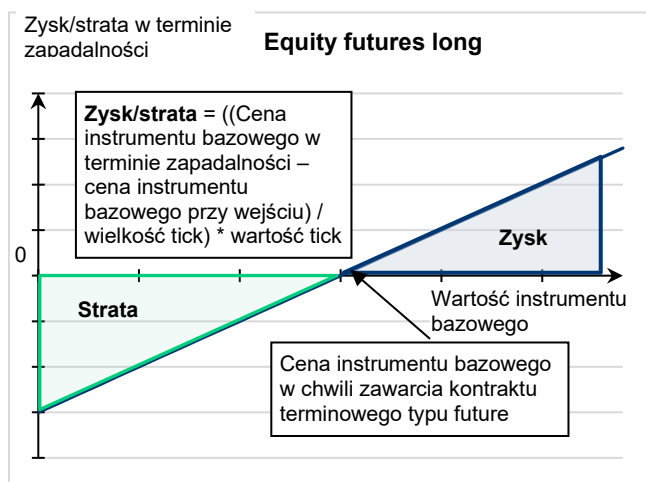 Zysk/strata w terminie
zapadalności
Equity futures long
Zysk/strata = ((Cena
instrumentu bazowego w
terminie zapadalności –
cena instrumentu
bazowego przy wejściu) /
wielkość tick) * wartość tick
0
Zysk
Strata
Wartość instrumentu
bazowego
Cena instrumentu bazowego
w chwili zawarcia kontraktu
terminowego typu future